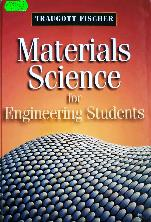 TRAUGOTT FISCHER
Materials
Science
for
Engineering Students